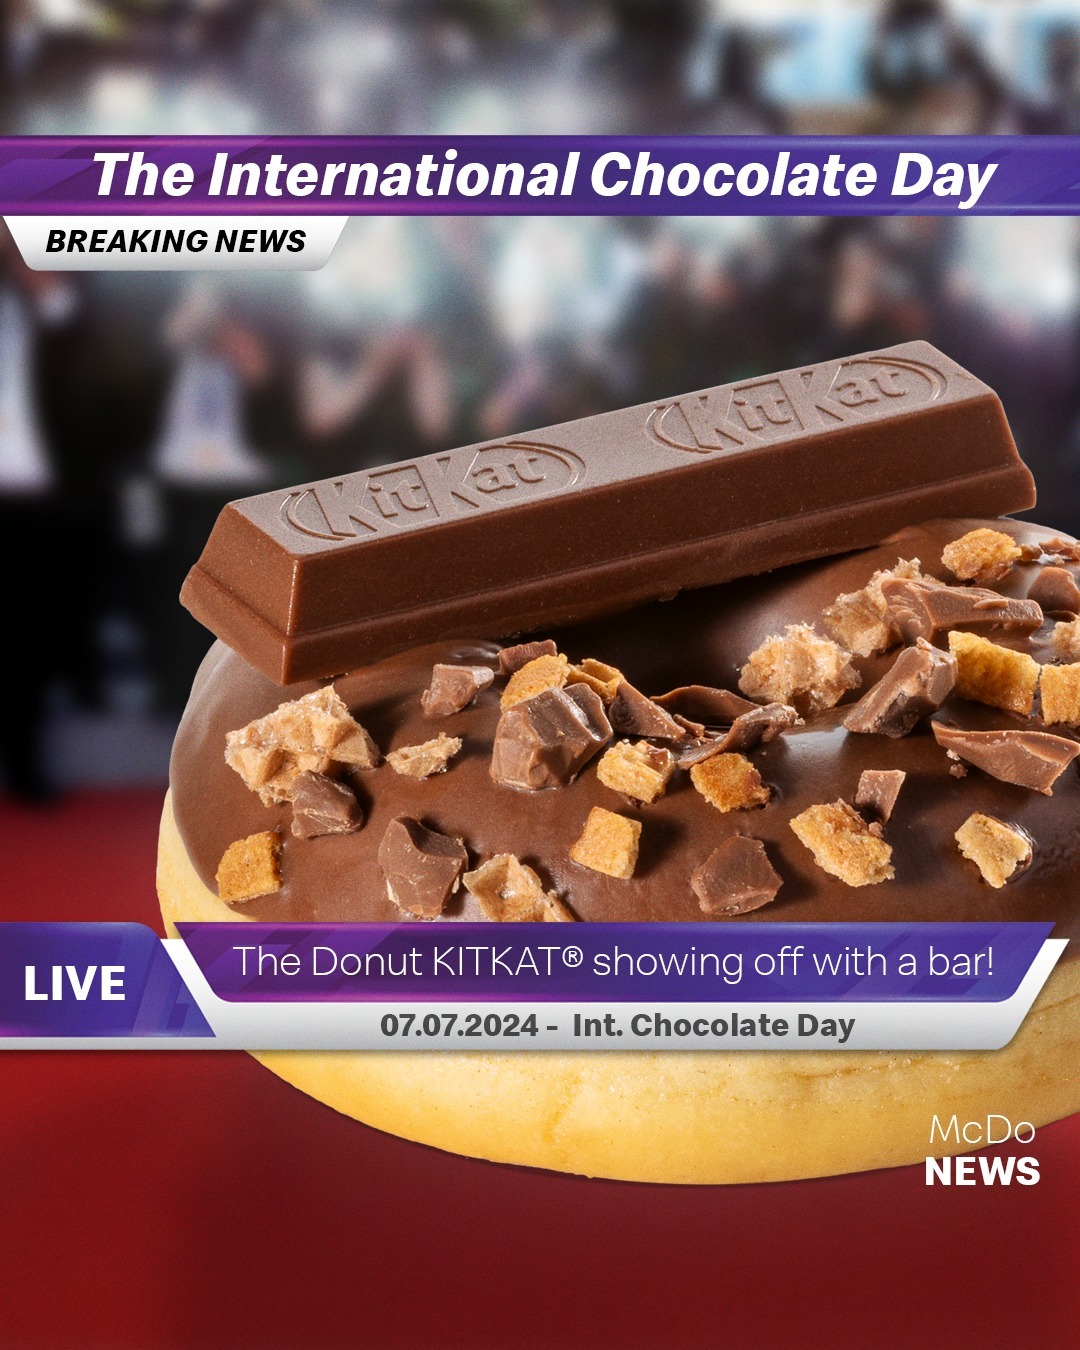 The International Chocolate Day
BREAKING NEWS
KitKat KitKat
LIVE
The Donut KITKAT® showing off with a bar!
07.07.2024 - Int. Chocolate Day
McDo
NEWS